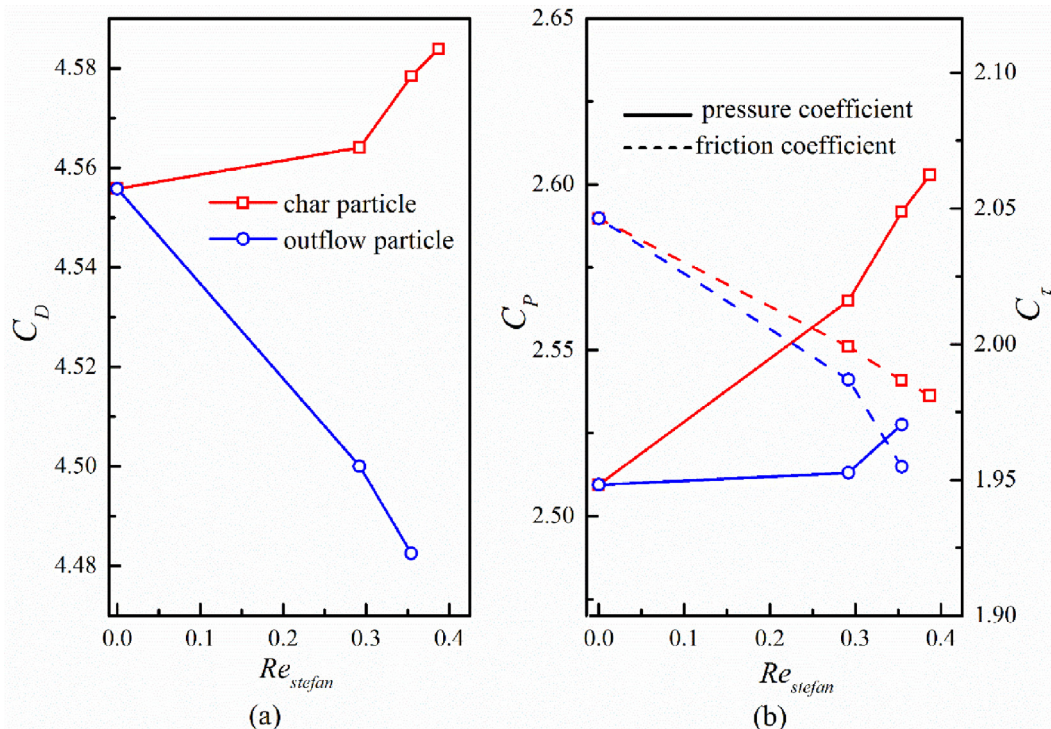 4.58
4.56
4.54
4.52
4.50
4.48
C_D
char particle
outflow particle
0.0 0.1 0.2 0.3 0.4
Re_stefan
(a)
2.65
2.60
2.55
2.50
C_P
pressure coefficient
friction coefficient
2.10
2.05
2.00
1.95
1.90
C_τ
0.0 0.1 0.2 0.3 0.4
Re_stefan
(b)